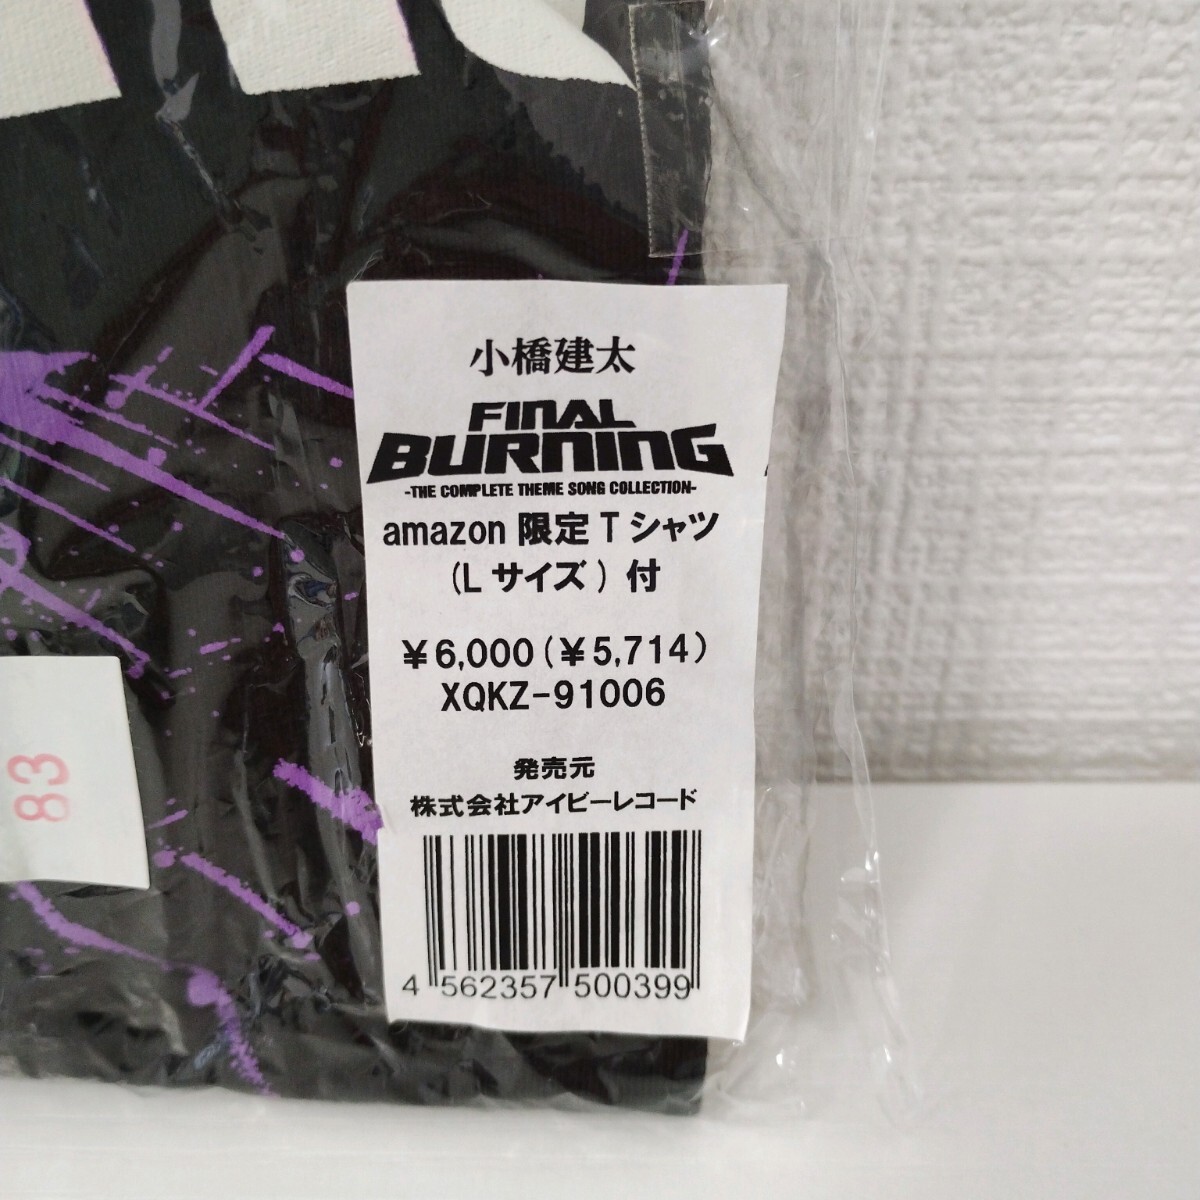 小橋建太
FINAL
BURNING
-THE COMPLETE THEME SONG COLLECTION-
amazon 限定 T シャツ
(L サイズ) 付
¥6,000(¥5,714)
XQKZ-91006
発売元
株式会社アイビーレコード
4 562357 500399
83